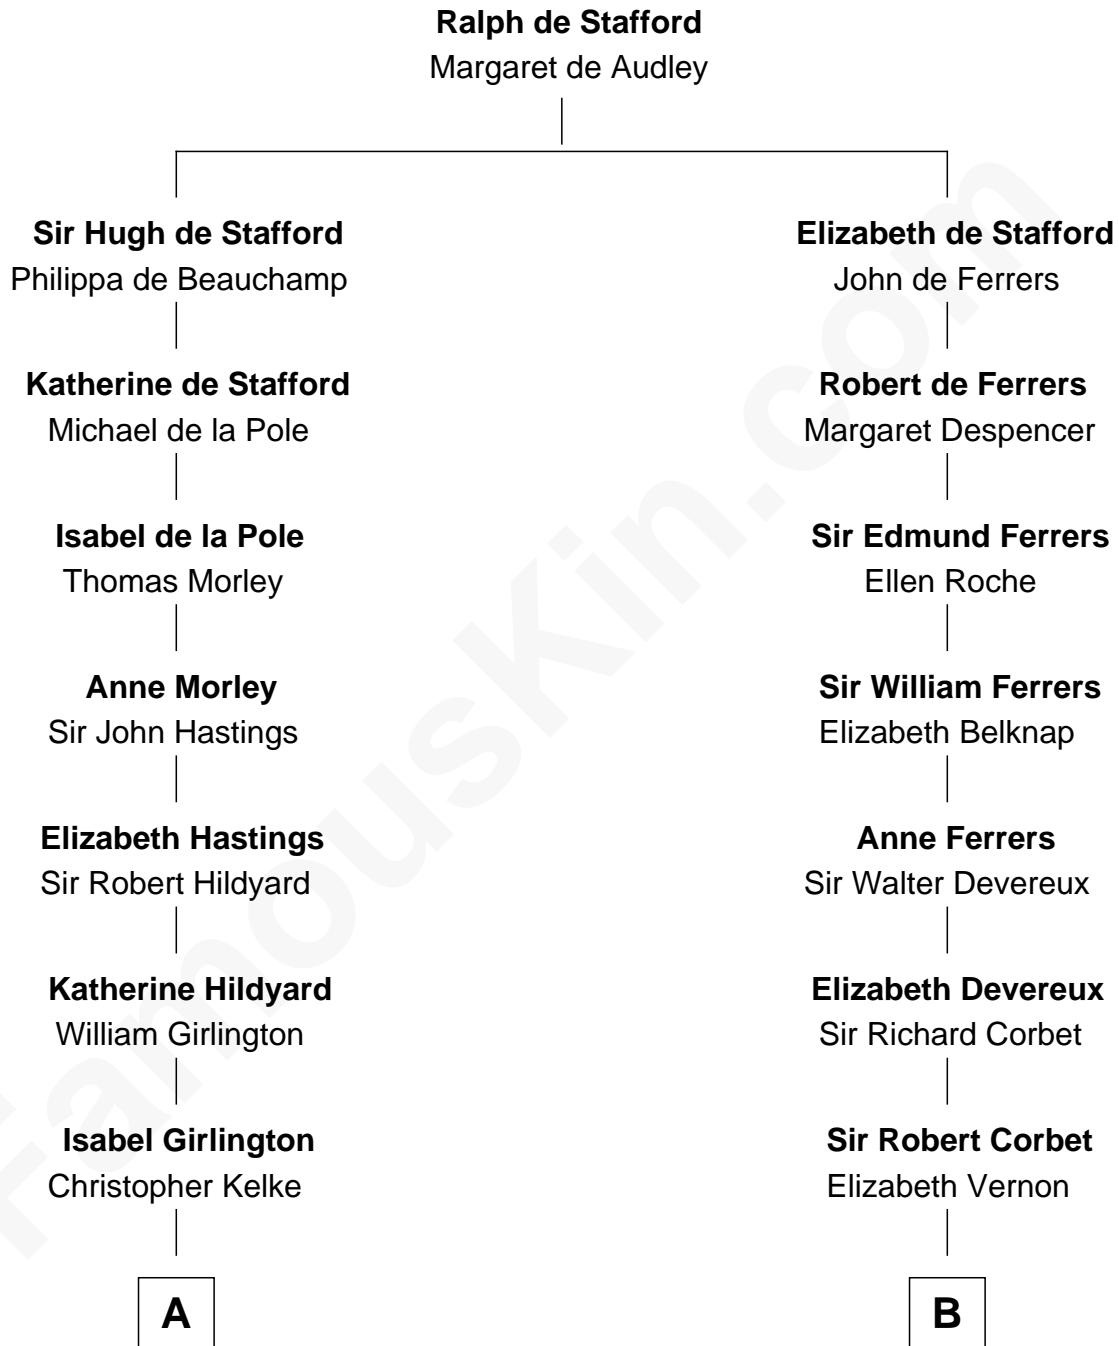 Ralph de Stafford
Margaret de Audley
Sir Hugh de Stafford
Philippa de Beauchamp
Katherine de Stafford
Michael de la Pole
Isabel de la Pole
Thomas Morley
Anne Morley
Sir John Hastings
Elizabeth Hastings
Sir Robert Hildyard
Katherine Hildyard
William Girlington
Isabel Girlington
Christopher Kelke
A
Elizabeth de Stafford
John de Ferrers
Robert de Ferrers
Margaret Despencer
Sir Edmund Ferrers
Ellen Roche
Sir William Ferrers
Elizabeth Belknap
Anne Ferrers
Sir Walter Devereux
Elizabeth Devereux
Sir Richard Corbet
Sir Robert Corbet
Elizabeth Vernon
B
FamousKin.com